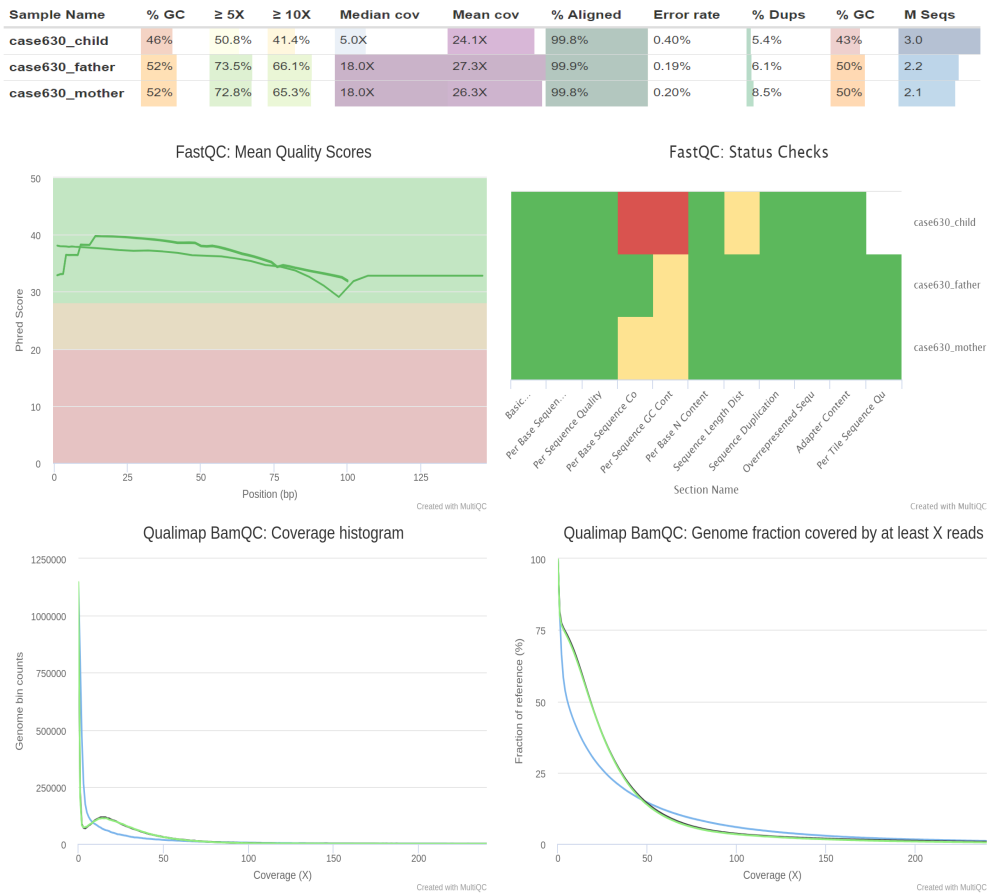 Sample Name % GC ≥ 5X ≥ 10X Median cov Mean cov % Aligned Error rate % Dups % GC M Seqs
case630_child 46% 50.8% 41.4% 5.0X 24.1X 99.8% 0.40% 5.4% 43% 3.0
case630_father 52% 73.5% 66.1% 18.0X 27.3X 99.9% 0.19% 6.1% 50% 2.2
case630_mother 52% 72.8% 65.3% 18.0X 26.3X 99.8% 0.20% 8.5% 50% 2.1
FastQC: Mean Quality Scores
50
40
30
20
10
0
Phred Score
0 25 50 75 100 125
Position (bp)
Created with MultiQC
FastQC: Status Checks
case630_child
case630_father
case630_mother
Basic...
Per Base Sequen...
Per Sequence Quality
Per Base Sequence Co
Per Sequence GC Cont
Per Base N Content
Sequence Length Dist
Sequence Duplication
Overrepresented Sequ
Adapter Content
Per Tile Sequence Qu
Section Name
Created with MultiQC
Qualimap BamQC: Coverage histogram
1250000
1000000
750000
500000
250000
0
Genome bin counts
0 50 100 150 200
Coverage (X)
Created with MultiQC
Qualimap BamQC: Genome fraction covered by at least X reads
100
75
50
25
0
Fraction of reference (%)
0 50 100 150 200
Coverage (X)
Created with MultiQC